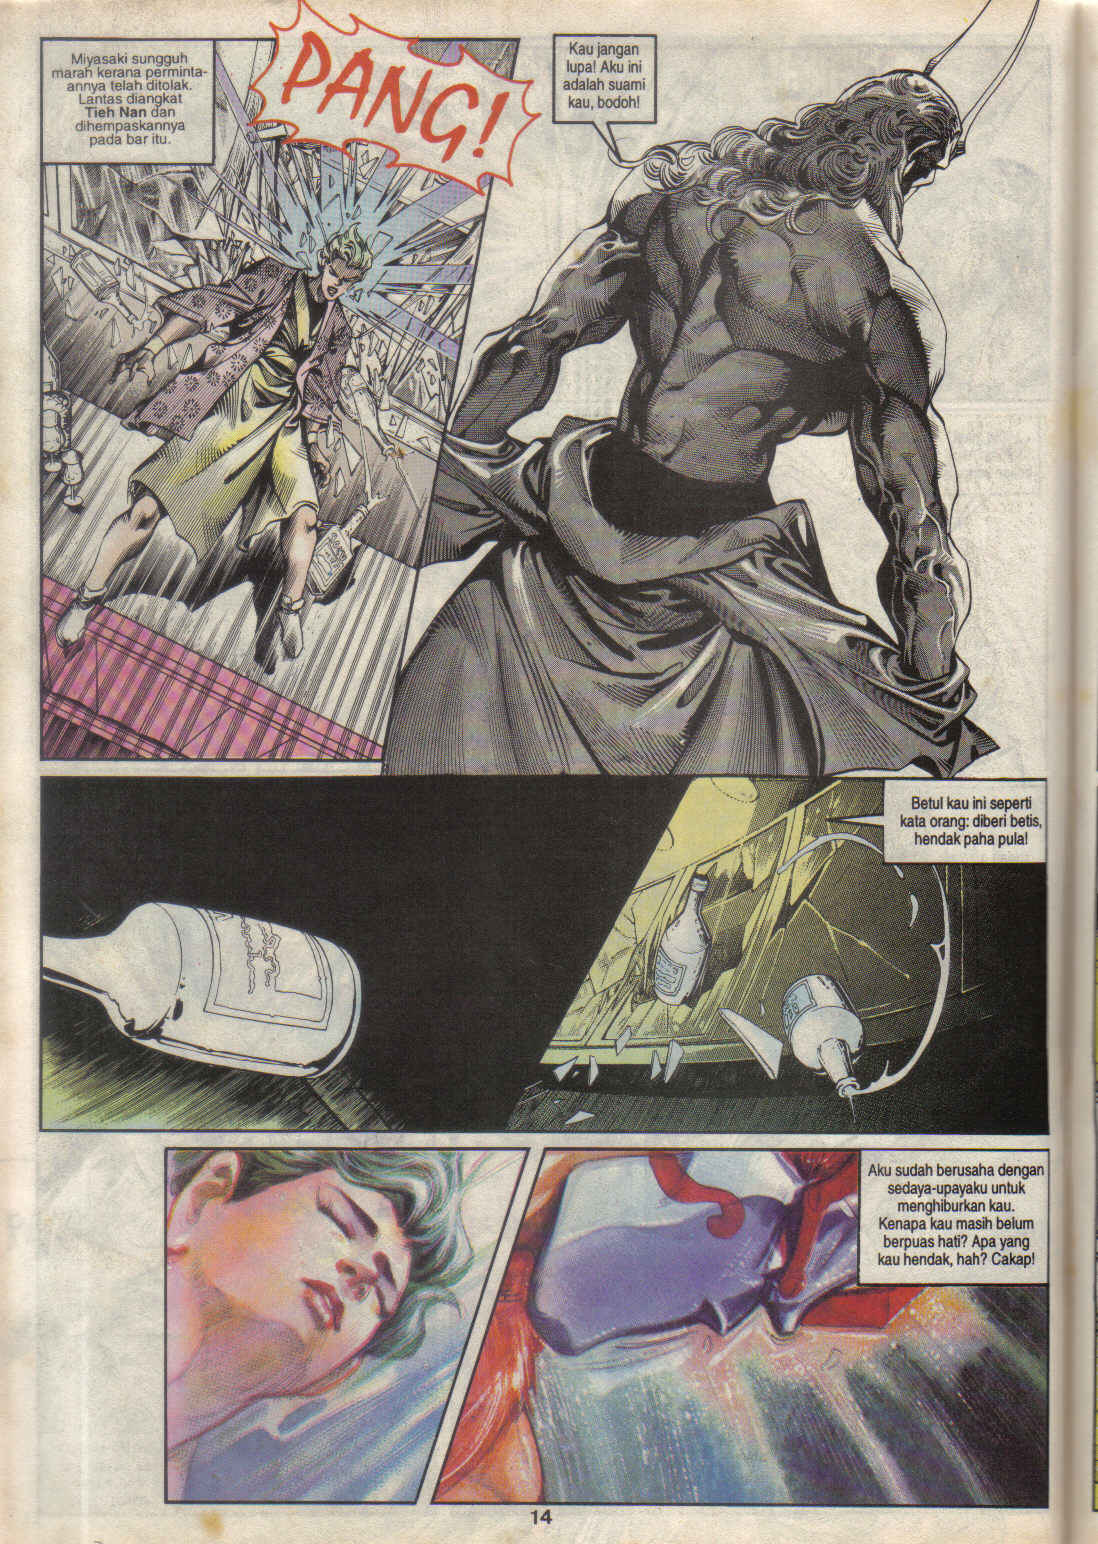 Miyasaki sungguh
marah kerana perminta-
annya telah ditolak.
Lantas diangkat
Tieh Nan dan
dihempaskannya
pada bar itu.
PANG!
Kau jangan
lupa! Aku ini
adalah suami
kau, bodoh!
Betul kau ini seperti
kata orang: diberi betis,
hendak paha pula!
Aku sudah berusaha dengan
sedaya-upayaku untuk
menghiburkan kau.
Kenapa kau masih belum
berpuas hati? Apa yang
kau hendak, hah? Cakap!
14